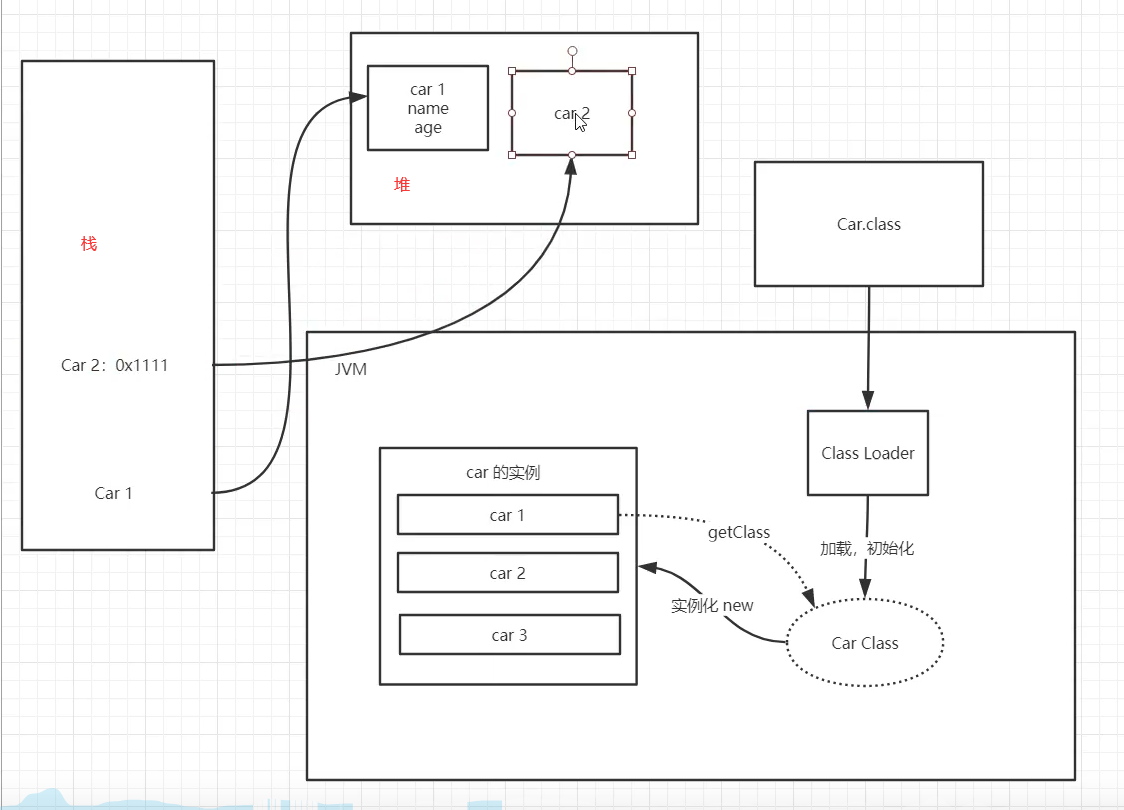 car 1
name
age
car 2
堆
栈
Car.class
Car 2：0x1111
JVM
Car 1
Class Loader
car 的实例
car 1
getClass
加载，初始化
car 2
实例化 new
car 3
Car Class